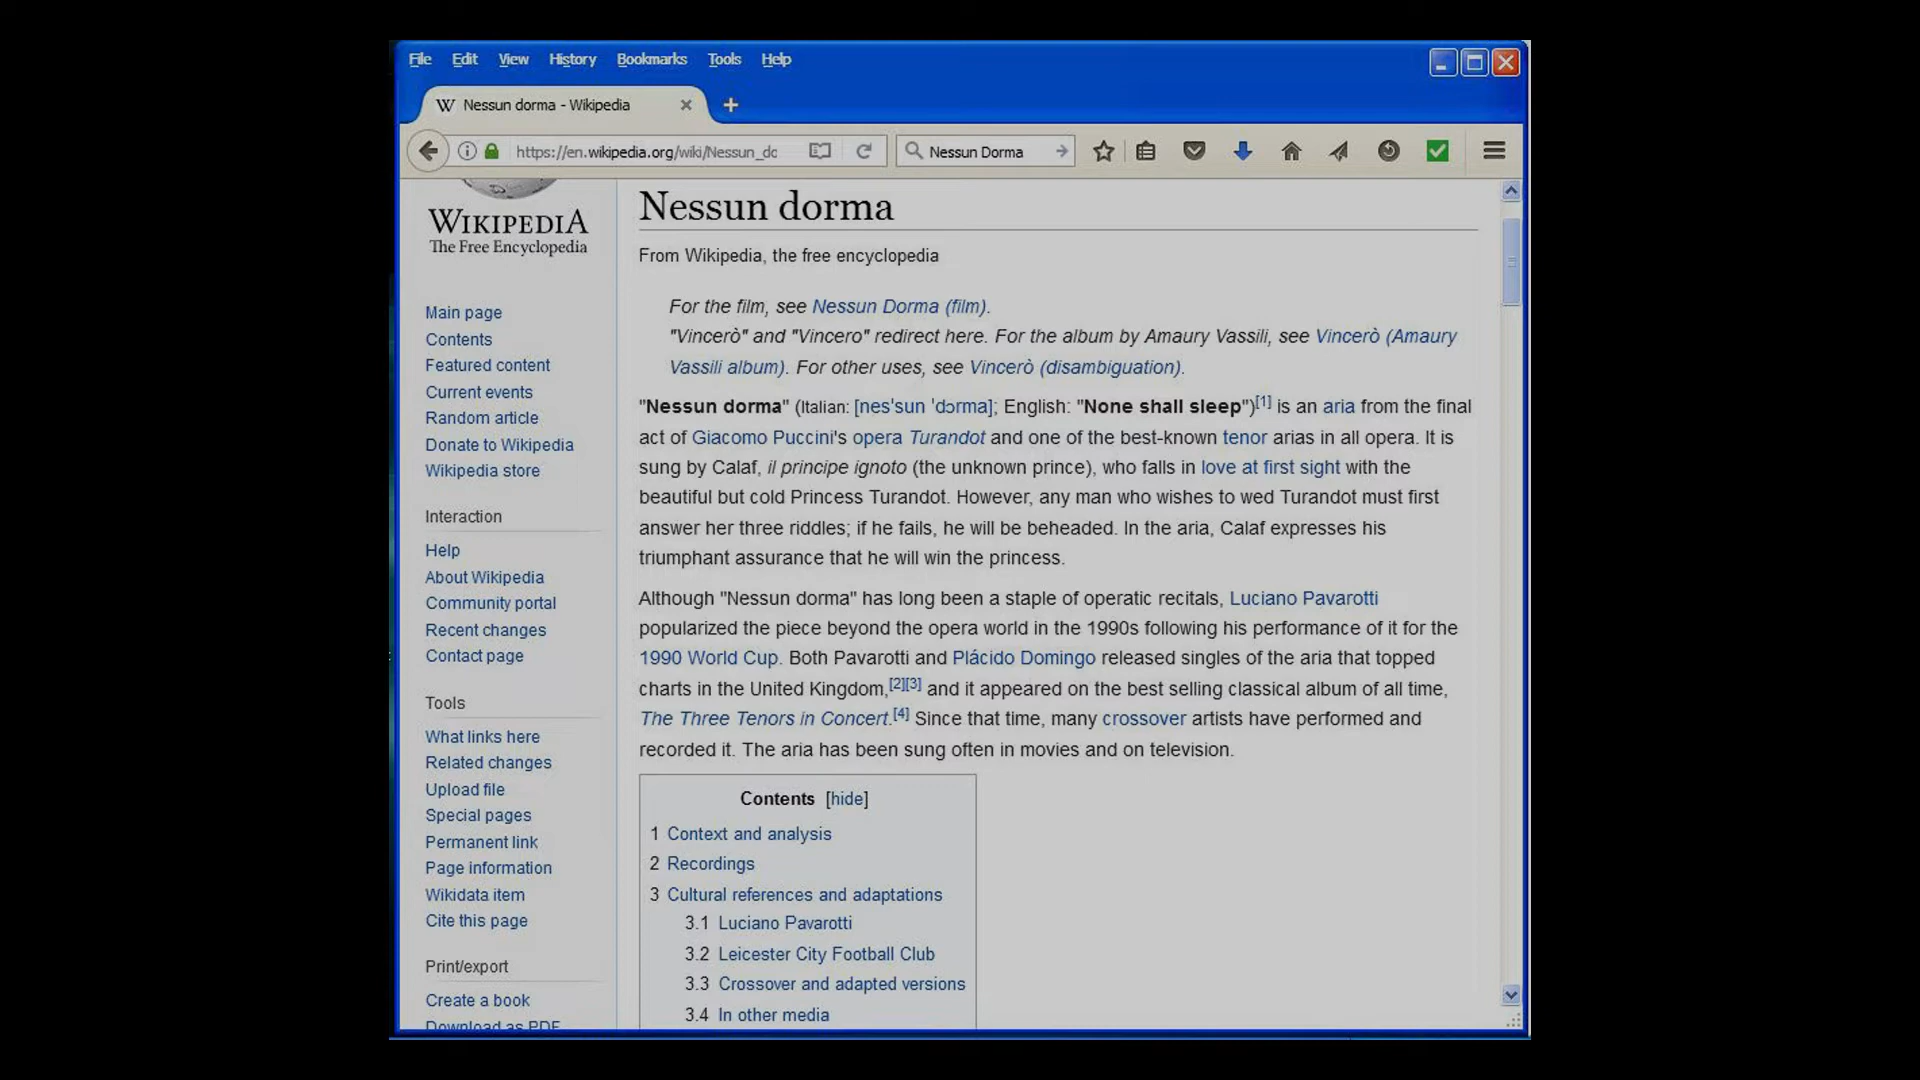 File Edit View History Bookmarks Tools Help
W Nessun dorma - Wikipedia
https://en.wikipedia.org/wiki/Nessun_dc
Nessun Dorma
WIKIPEDIA
The Free Encyclopedia
Main page
Contents
Featured content
Current events
Random article
Donate to Wikipedia
Wikipedia store
Interaction
Help
About Wikipedia
Community portal
Recent changes
Contact page
Tools
What links here
Related changes
Upload file
Special pages
Permanent link
Page information
Wikidata item
Cite this page
Print/export
Create a book
Download as PDF
Nessun dorma
From Wikipedia, the free encyclopedia
For the film, see Nessun Dorma (film).
"Vincerò" and "Vincero" redirect here. For the album by Amaury Vassili, see Vincerò (Amaury
Vassili album). For other uses, see Vincerò (disambiguation).
"Nessun dorma" (Italian: [nesˈsun ˈdɔrma]; English: "None shall sleep")[1] is an aria from the final
act of Giacomo Puccini's opera Turandot and one of the best-known tenor arias in all opera. It is
sung by Calaf, il principe ignoto (the unknown prince), who falls in love at first sight with the
beautiful but cold Princess Turandot. However, any man who wishes to wed Turandot must first
answer her three riddles; if he fails, he will be beheaded. In the aria, Calaf expresses his
triumphant assurance that he will win the princess.
Although "Nessun dorma" has long been a staple of operatic recitals, Luciano Pavarotti
popularized the piece beyond the opera world in the 1990s following his performance of it for the
1990 World Cup. Both Pavarotti and Plácido Domingo released singles of the aria that topped
charts in the United Kingdom,[2][3] and it appeared on the best selling classical album of all time,
The Three Tenors in Concert.[4] Since that time, many crossover artists have performed and
recorded it. The aria has been sung often in movies and on television.
Contents [hide]
1 Context and analysis
2 Recordings
3 Cultural references and adaptations
3.1 Luciano Pavarotti
3.2 Leicester City Football Club
3.3 Crossover and adapted versions
3.4 In other media